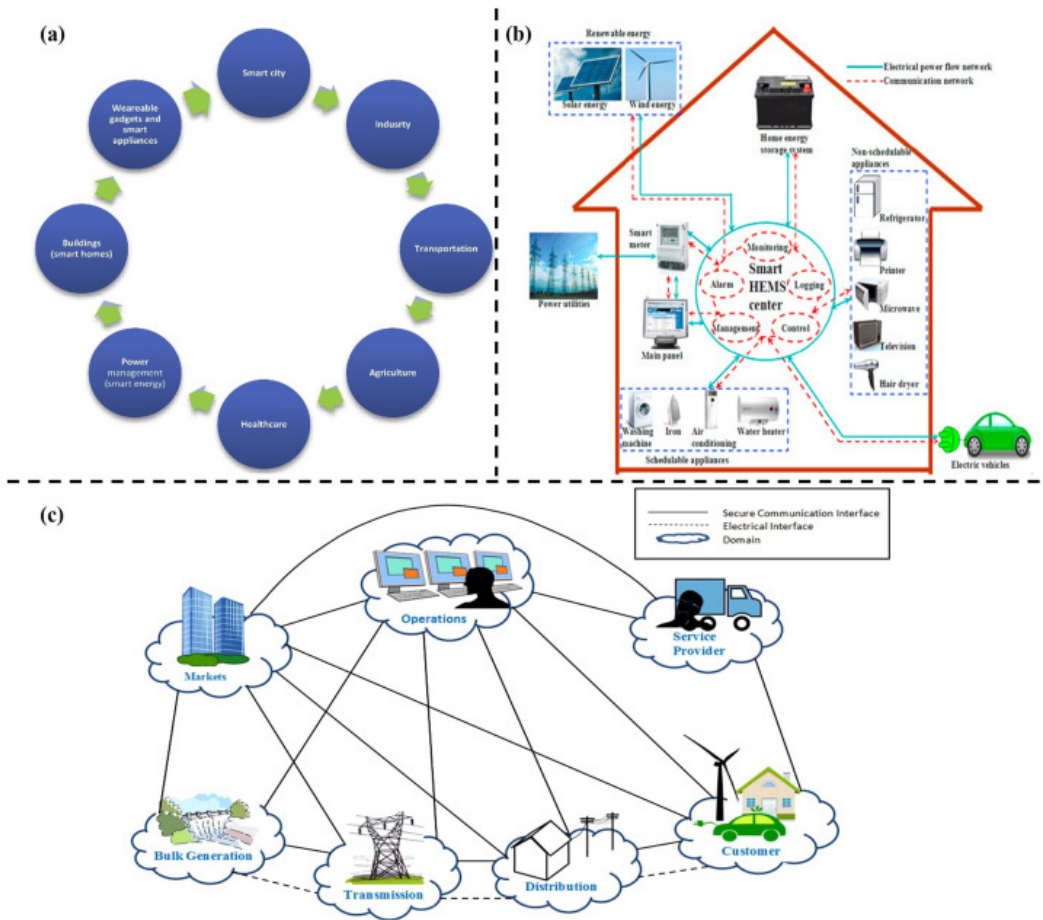 (a)
Smart city
Indusrty
Transportation
Agriculture
Healthcare
Power
management
(smart energy)
Buildings
(smart homes)
Weareable
gadgets and
smart
appliances
(b)
Renewable energy
Solar energy
Wind energy
Electrical power flow network
Communication network
Home energy
storage system
Non-schedulable
appliances
Refrigerator
Printer
Microwave
Television
Hair dryer
Smart
meter
Power utilities
Main panel
Monitoring
Alarm
Smart
HEMS
center
Logging
Management
Control
Washing
machine
Iron
Air
conditioning
Water heater
Schedulable appliances
Electric vehicles
(c)
Secure Communication Interface
Electrical Interface
Domain
Operations
Service
Provider
Markets
Bulk Generation
Transmission
Distribution
Customer